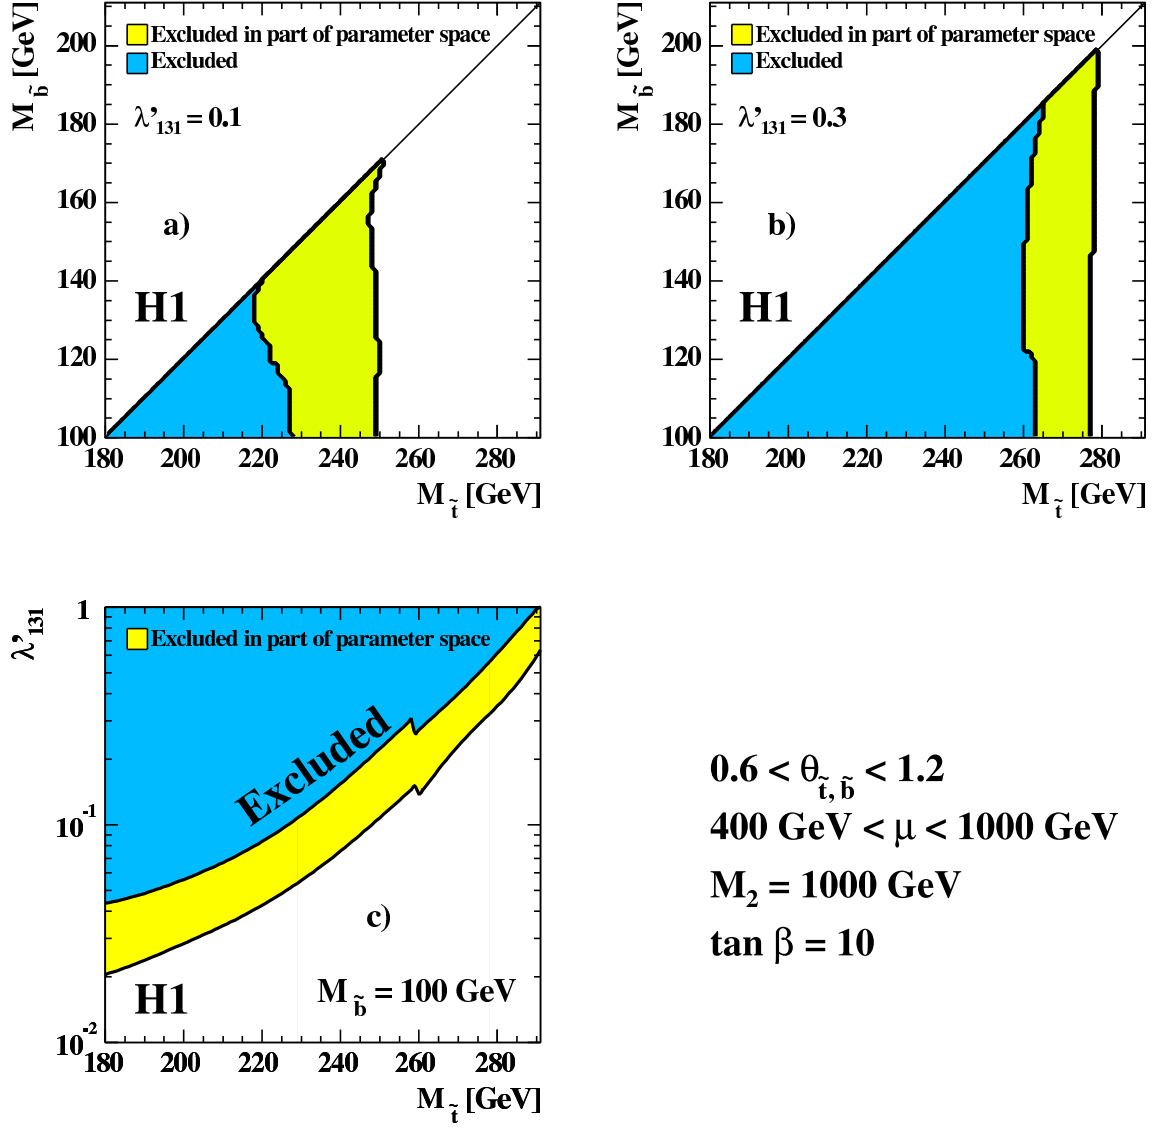 M_b̃ [GeV]
200
180
160
140
120
100
Excluded in part of parameter space
Excluded
λ'₁₃₁ = 0.1
a)
H1
180 200 220 240 260 280
M_t̃ [GeV]
M_b̃ [GeV]
200
180
160
140
120
100
Excluded in part of parameter space
Excluded
λ'₁₃₁ = 0.3
b)
H1
180 200 220 240 260 280
M_t̃ [GeV]
λ'₁₃₁
1
10⁻¹
10⁻²
Excluded in part of parameter space
Excluded
c)
M_b̃ = 100 GeV
H1
180 200 220 240 260 280
M_t̃ [GeV]
0.6 < θ_t̃, b̃ < 1.2
400 GeV < μ < 1000 GeV
M₂ = 1000 GeV
tan β = 10